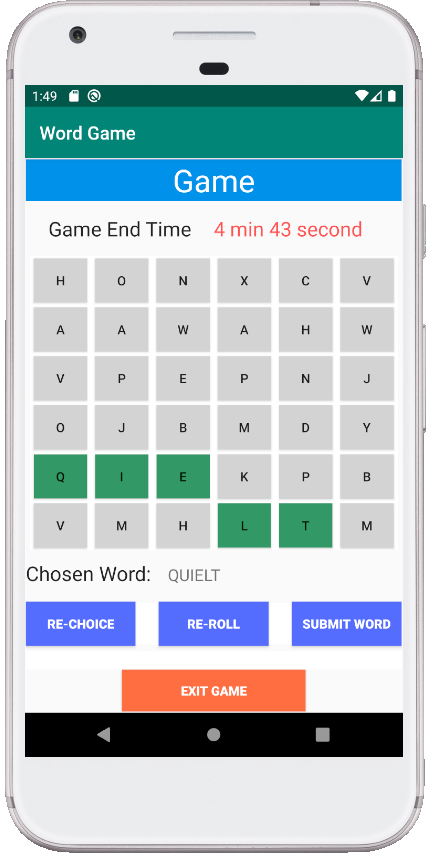 1:49
Word Game
Game
Game End Time 4 min 43 second
H O N X C V
A A W A H W
V P E P N J
O J B M D Y
Q I E K P B
V M H L T M
Chosen Word: QUIELT
RE-CHOICE RE-ROLL SUBMIT WORD
EXIT GAME